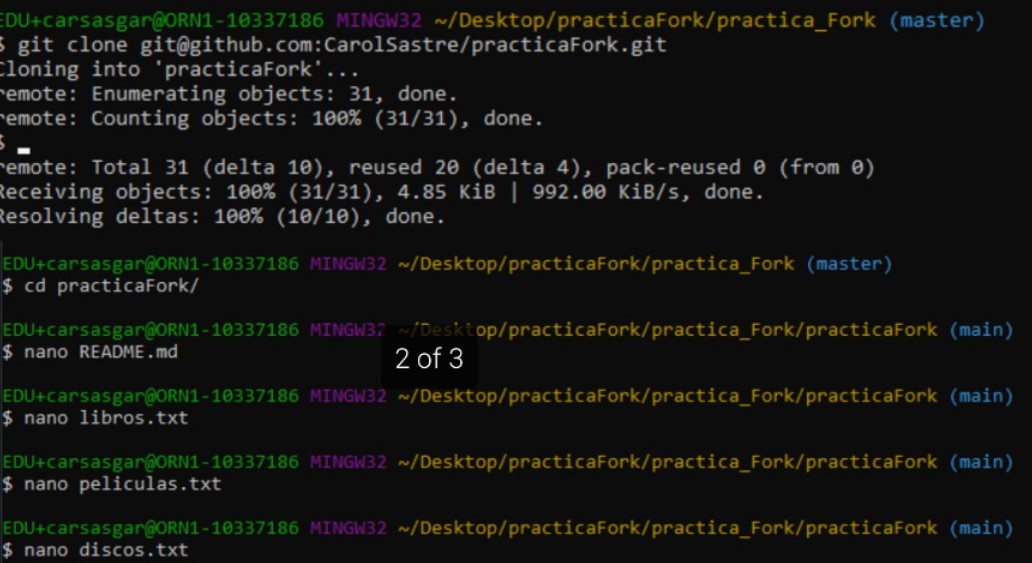 EDU+carsasgar@ORN1-10337186 MINGW32 ~/Desktop/practicaFork/practica_Fork (master)
$ git clone git@github.com:CarolSastre/practicaFork.git
Cloning into 'practicaFork'...
remote: Enumerating objects: 31, done.
remote: Counting objects: 100% (31/31), done.
$
remote: Total 31 (delta 10), reused 20 (delta 4), pack-reused 0 (from 0)
Receiving objects: 100% (31/31), 4.85 KiB | 992.00 KiB/s, done.
Resolving deltas: 100% (10/10), done.
EDU+carsasgar@ORN1-10337186 MINGW32 ~/Desktop/practicaFork/practica_Fork (master)
$ cd practicaFork/
EDU+carsasgar@ORN1-10337186 MINGW32 ~/Desktop/practicaFork/practica_Fork/practicaFork (main)
$ nano README.md
2 of 3
EDU+carsasgar@ORN1-10337186 MINGW32 ~/Desktop/practicaFork/practica_Fork/practicaFork (main)
$ nano libros.txt
EDU+carsasgar@ORN1-10337186 MINGW32 ~/Desktop/practicaFork/practica_Fork/practicaFork (main)
$ nano peliculas.txt
EDU+carsasgar@ORN1-10337186 MINGW32 ~/Desktop/practicaFork/practica_Fork/practicaFork (main)
$ nano discos.txt